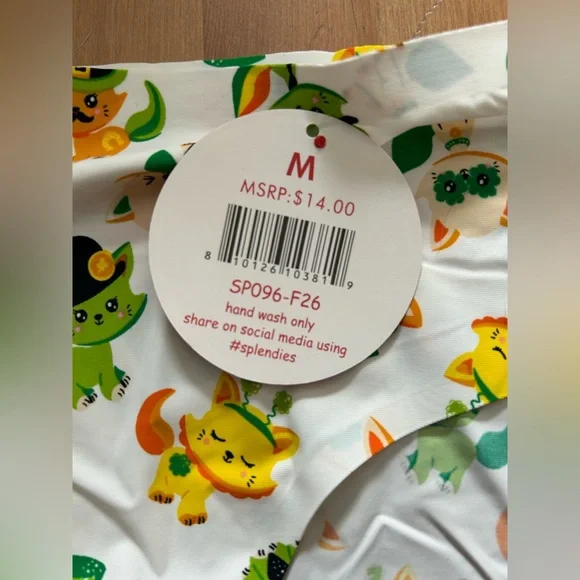 M
MSRP:$14.00
8 10126 10381 9
SP096-F26
hand wash only
share on social media using
#splendies